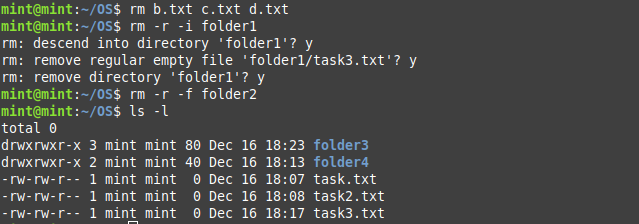 mint@mint:~/OS$ rm b.txt c.txt d.txt
mint@mint:~/OS$ rm -r -i folder1
rm: descend into directory 'folder1'? y
rm: remove regular empty file 'folder1/task3.txt'? y
rm: remove directory 'folder1'? y
mint@mint:~/OS$ rm -r -f folder2
mint@mint:~/OS$ ls -l
total 0
drwxrwxr-x 3 mint mint 80 Dec 16 18:23 folder3
drwxrwxr-x 2 mint mint 40 Dec 16 18:13 folder4
-rw-rw-r-- 1 mint mint  0 Dec 16 18:07 task.txt
-rw-rw-r-- 1 mint mint  0 Dec 16 18:08 task2.txt
-rw-rw-r-- 1 mint mint  0 Dec 16 18:17 task3.txt